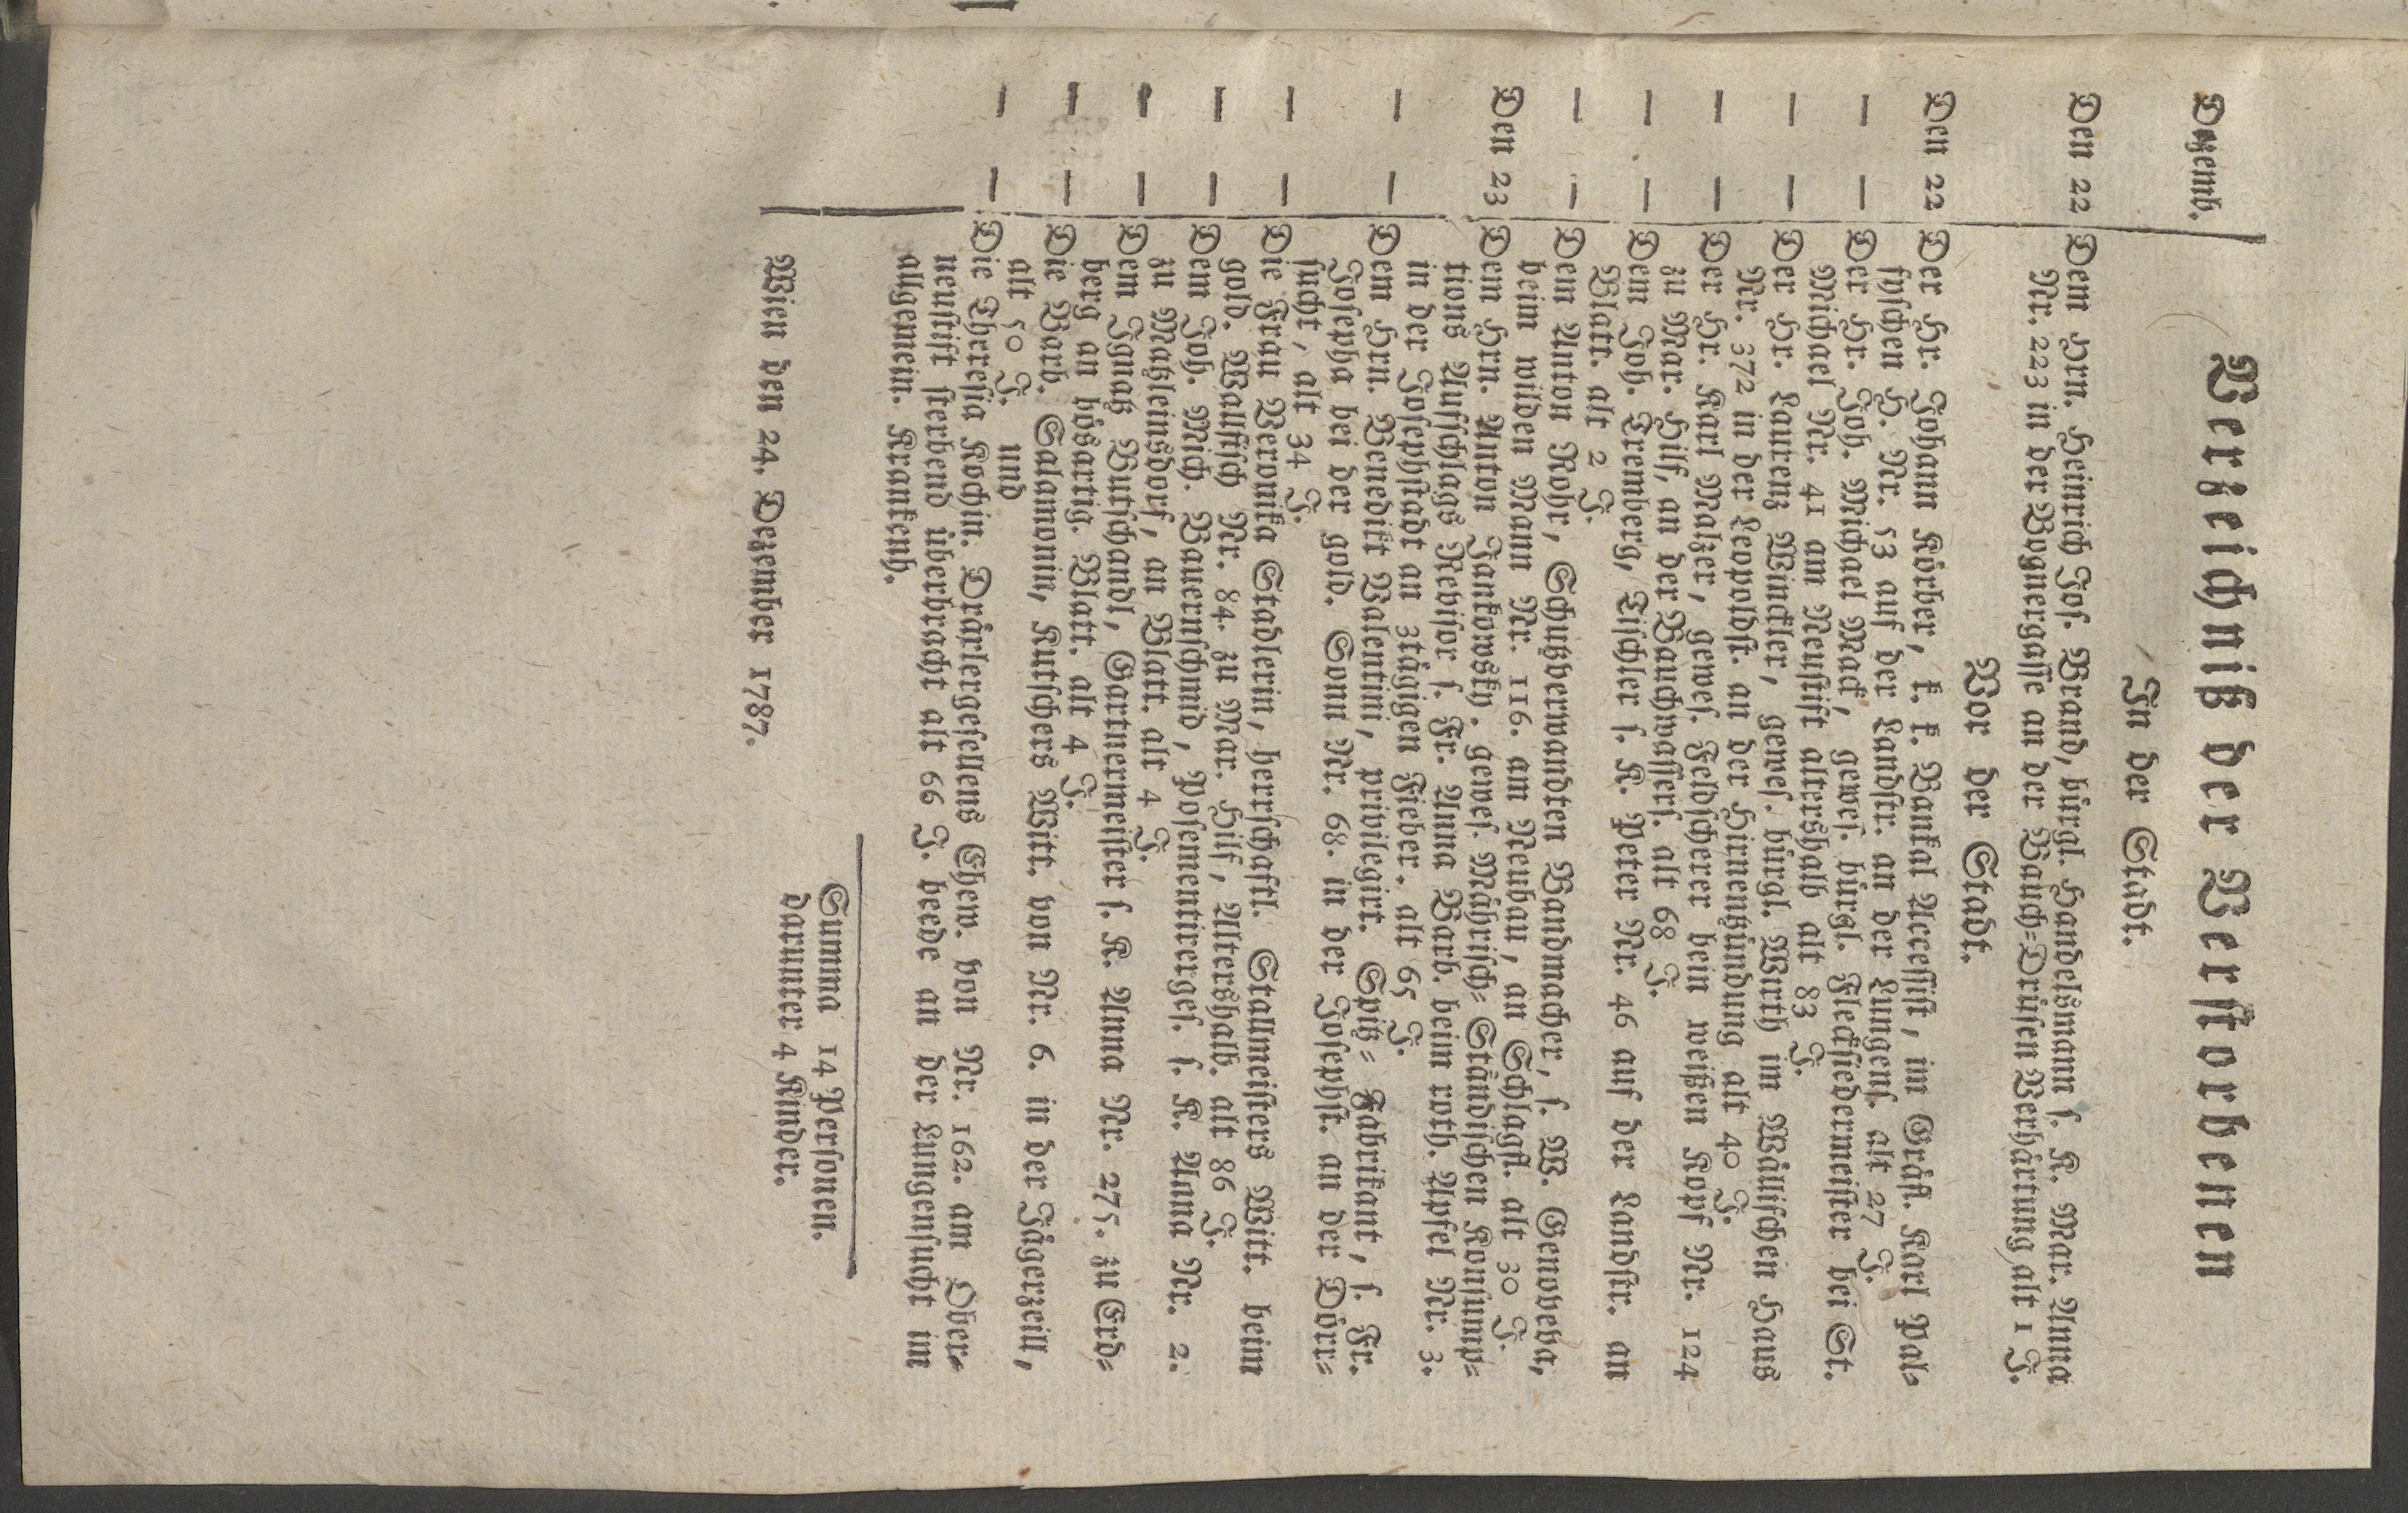 Verzeichniß der Verstorbenen
Dezemb.
In der Stadt.
Den 22 Dem Hrn. Heinrich Jos. Brand, bürgl. Handelsmann s. K. Mar. Anna
Nr. 223 in der Bognergasse an der Bauch=Drüsen Verhärtung alt 1 J.
Vor der Stadt.
Den 22 Der Hr. Johann Körber, k. k. Bankal Accessist, im Gräfl. Karl Pal=
fyschen H. Nr. 53 auf der Landstr. an der Lungens. alt 27 J.
— — Der Hr. Joh. Michael Mack, gewes. bürgl. Flecksiedermeister bei St.
Michael Nr. 41 am Neustift altershalb alt 83 J.
— — Der Hr. Laurenz Winckler, gewes. bürgl. Wirth im Wälischen Haus
Nr. 372 in der Leopoldst. an der Hirnenzündung alt 40 J.
— — Der Hr. Karl Malzer, gewes. Feldscherer beim weißen Kopf Nr. 124
zu Mar. Hilf, an der Bauchwassers. alt 68 J.
— — Dem Joh. Tremberg, Tischler s. K. Peter Nr. 46 auf der Landstr. an
Blatt. alt 2 J.
— — Dem Anton Rohr, Schutzverwandten Bandmacher, s. W. Genoveva,
beim wilden Mann Nr. 116. am Neubau, an Schlagfl. alt 30 J.
Den 23 Dem Hrn. Anton Jankowsky. gewes. Mährisch=Ständischen Konsump=
tions Aufschlags Revisor s. Fr. Anna Barb. beim roth. Apfel Nr. 3.
in der Josephstadt an 3tägigen Fieber. alt 65 J.
— — Dem Hrn. Benedikt Valentini, privilegirt. Spitz= Fabrikant, s. Fr.
Josepha bei der gold. Sonn Nr. 68. in der Josephst. an der Dörr=
sucht, alt 34 J.
— — Die Frau Veronika Stadlerin, herrschaftl. Stallmeisters Witt. beim
gold. Wallfisch Nr. 84. zu Mar. Hilf, Altershalb. alt 86 J.
— — Dem Joh. Mich. Bauernschmid, Posementirerges. s. K. Anna Nr. 2.
zu Matzleinsdorf, an Blatt. alt 4 J.
— — Dem Ignatz Butschandl, Gartnermeister s. K. Anna Nr. 275. zu Erd=
berg an bösartig. Blatt. alt 4 J.
— — Die Barb. Salamonin, Kutschers Witt. von Nr. 6. in der Jägerzeill,
alt 50 J. und
— — Die Theresia Kochin. Drärlergesellens Ehew. von Nr. 162. am Ober=
neustift sterbend überbracht alt 66 J. beede an der Lungensucht im
allgemein. Krankenh.
Summa 14 Personen.
darunter 4 Kinder.
Wien den 24. Dezember 1787.